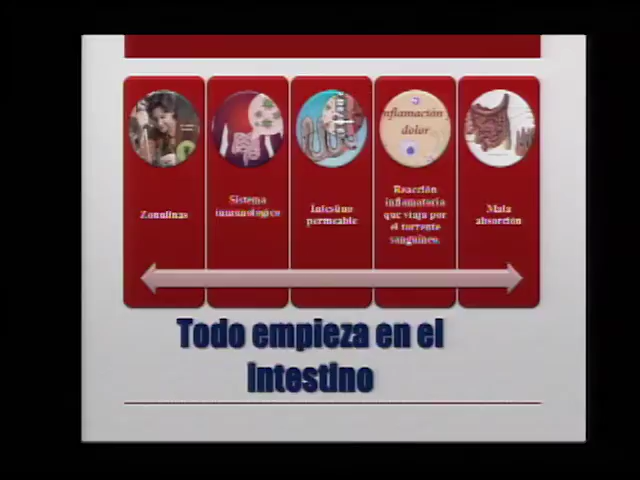 nflamación
dolor
Zonulinas
Sistema
inmunológico
Intestino
permeable
Reacción
inflamatoria
que viaja por
el torrente
sanguíneo.
Mala
absorción
Todo empieza en el
intestino